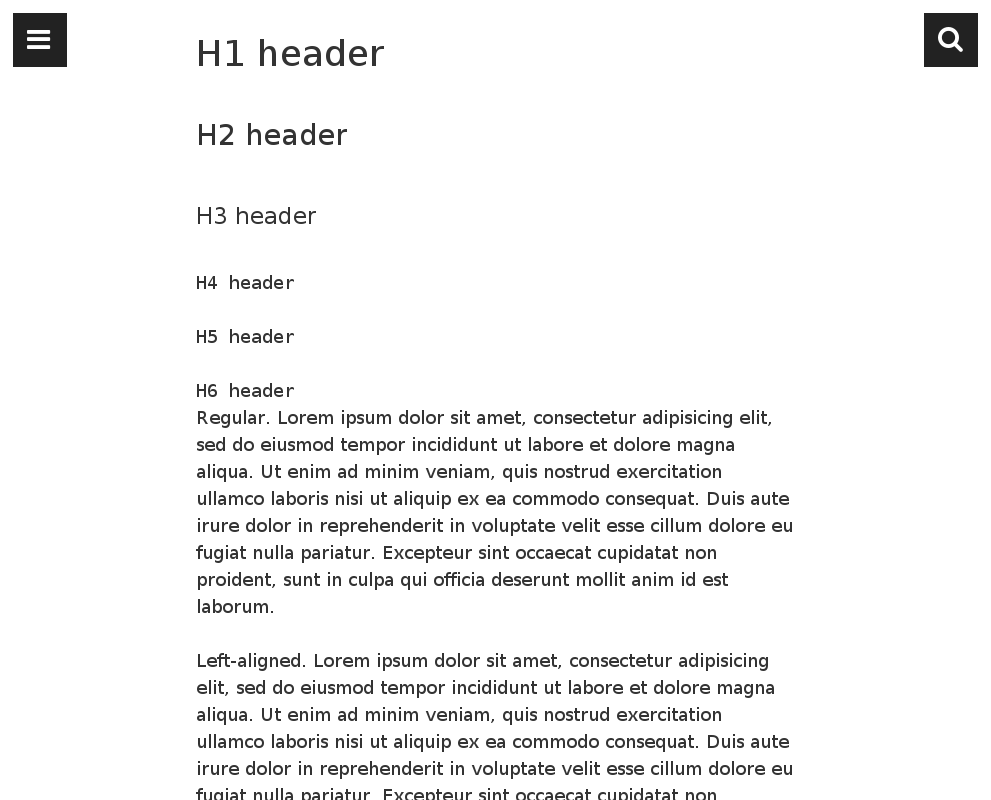 H1 header
H2 header
H3 header
H4 header
H5 header
H6 header
Regular. Lorem ipsum dolor sit amet, consectetur adipisicing elit,
sed do eiusmod tempor incididunt ut labore et dolore magna
aliqua. Ut enim ad minim veniam, quis nostrud exercitation
ullamco laboris nisi ut aliquip ex ea commodo consequat. Duis aute
irure dolor in reprehenderit in voluptate velit esse cillum dolore eu
fugiat nulla pariatur. Excepteur sint occaecat cupidatat non
proident, sunt in culpa qui officia deserunt mollit anim id est
laborum.
Left-aligned. Lorem ipsum dolor sit amet, consectetur adipisicing
elit, sed do eiusmod tempor incididunt ut labore et dolore magna
aliqua. Ut enim ad minim veniam, quis nostrud exercitation
ullamco laboris nisi ut aliquip ex ea commodo consequat. Duis aute
irure dolor in reprehenderit in voluptate velit esse cillum dolore eu
fugiat nulla pariatur. Excepteur sint occaecat cupidatat non